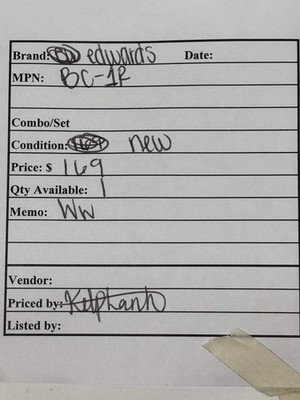 Brand: edwards Date:
MPN: BC-1R
Combo/Set
Condition: new
Price: $ 169
Qty Available: 1
Memo: WW
Vendor:
Priced by:
Listed by: